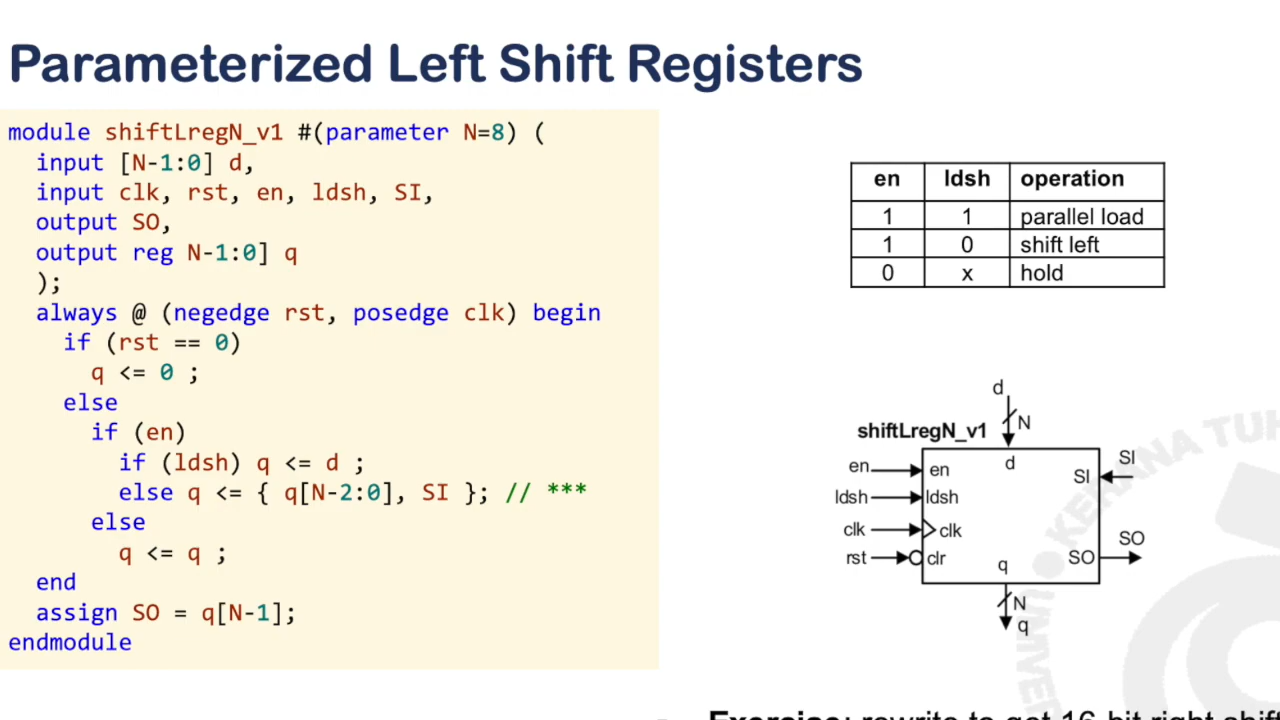 Parameterized Left Shift Registers
module shiftLregN_v1 #(parameter N=8) (
input [N-1:0] d,
input clk, rst, en, ldsh, SI,
output SO,
output reg N-1:0] q
);
always @ (negedge rst, posedge clk) begin
if (rst == 0)
q <= 0 ;
else
if (en)
if (ldsh) q <= d ;
else q <= { q[N-2:0], SI }; // ***
else
q <= q ;
end
assign SO = q[N-1];
endmodule
en ldsh operation
1 1 parallel load
1 0 shift left
0 x hold
d
N
shiftLregN_v1
en en d SI SI
ldsh ldsh
clk clk
rst clr q SO SO
N
q
KERANA TUH
UNIVER
Exercise: rewrite to get 16-bit right shift